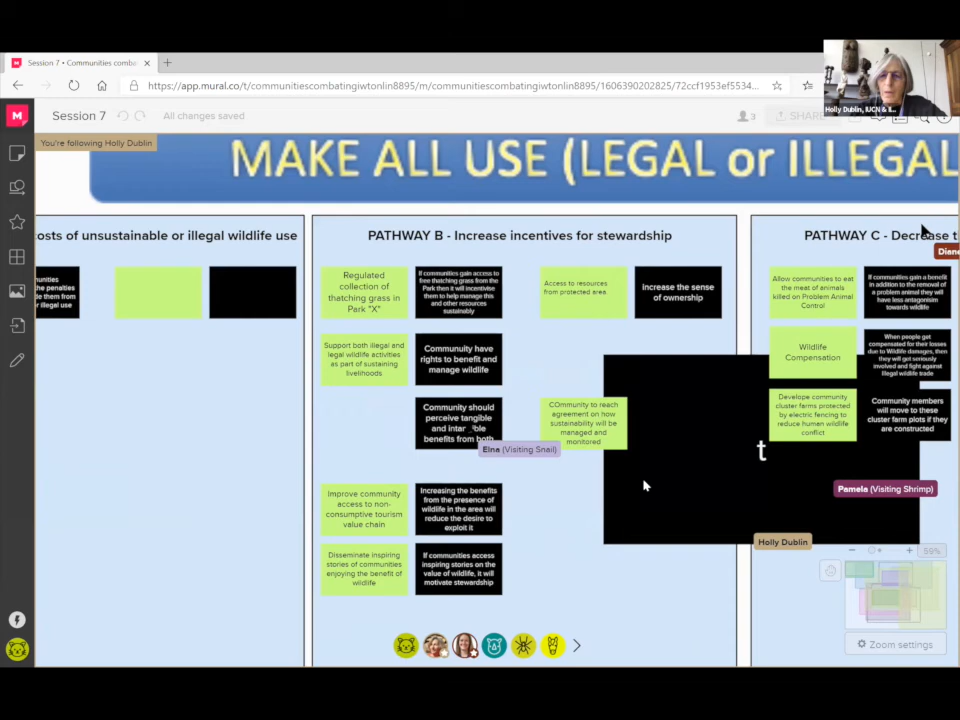 Session 7 • Communities comba
https://app.mural.co/t/communitiescombatingiwtonlin8895/m/communitiescombatingiwtonlin8895/1606390202825/72ccf1953ef5534...
Holly Dublin, IUCN &
M
Session 7
All changes saved
3
SHARE
You're following Holly Dublin
MAKE ALL USE (LEGAL or ILLEGAL
osts of unsustainable or illegal wildlife use
PATHWAY B - Increase incentives for stewardship
PATHWAY C - Decrease t
Diane
nunities
the penalties
le them from
r illegal use
Regulated
collection of
thatching grass in
Park "X"
If communities gain access to
free thatching grass from the
Park then it will incentivise
them to help manage this
and other resources
sustainably
Access to resources
from protected area.
Increase the sense
of ownership
Allow communities to eat
the meat of animals
killed on Problem Animal
Control
If communities gain a benefit
in addition to the removal of
a problem animal they will
have less antagonism
towards wildlife
Support both illegal and
legal wildlife activities
as part of sustaining
livelihoods
Community have
rights to benefit and
manage wildlife
Wildlife
Compensation
When people get
compensated for their losses
due to Wildlife damages, then
they will get seriously
involved and fight against
illegal wildlife trade
Community should
perceive tangible
and intangible
benefits from both
COmmunity to reach
agreement on how
sustainability will be
managed and
monitored
Develope community
cluster farms protected
by electric fencing to
reduce human wildlife
conflict
Community members
will move to these
cluster farm plots if they
are constructed
t
Elna (Visiting Snail)
Pamela (Visiting Shrimp)
Improve community
access to non-
consumptive tourism
value chain
Increasing the benefits
from the presence of
wildlife in the area will
reduce the desire to
exploit it
Holly Dublin
59%
Disseminate inspiring
stories of communities
enjoying the benefit of
wildlife
If communities access
inspiring stories on the
value of wildlife, it will
motivate stewardship
Zoom settings